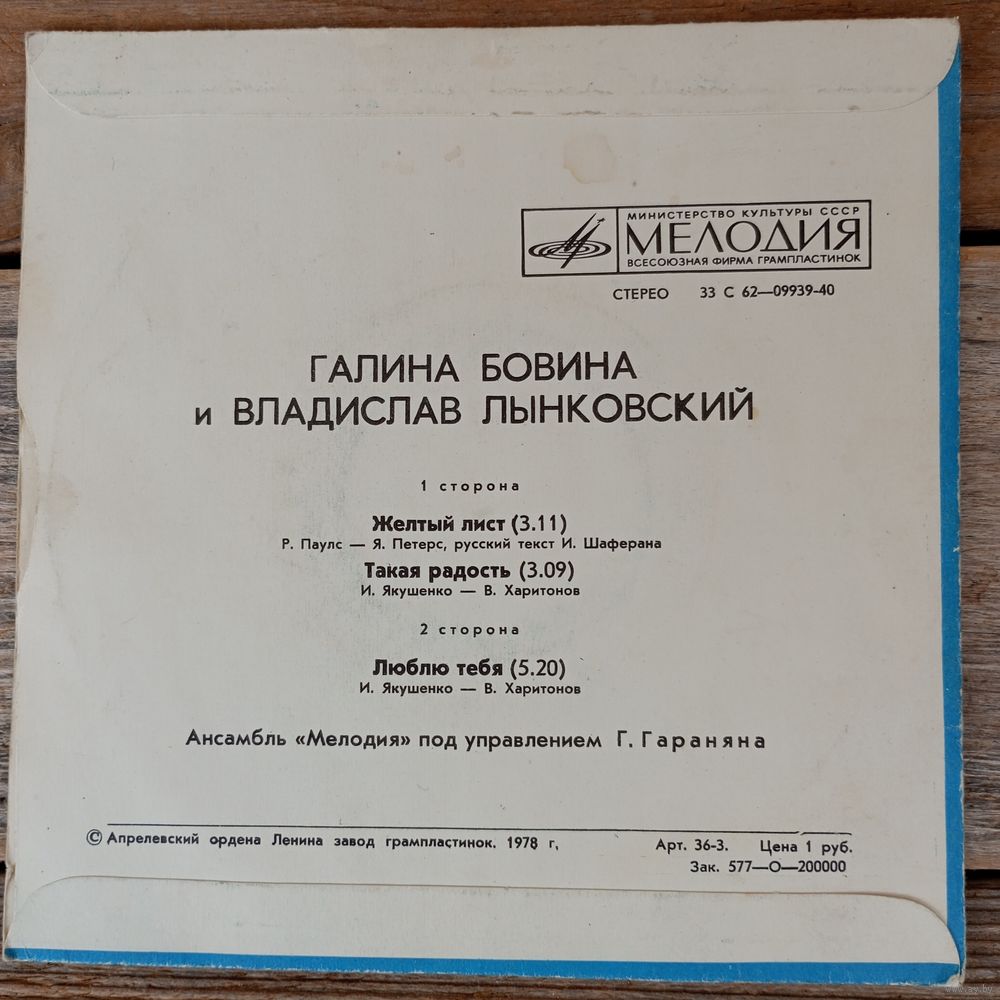 МИНИСТЕРСТВО КУЛЬТУРЫ СССР
МЕЛОДИЯ
ВСЕСОЮЗНАЯ ФИРМА ГРАМПЛАСТИНОК
СТЕРЕО 33 С 62—09939-40
ГАЛИНА БОВИНА
и ВЛАДИСЛАВ ЛЫНКОВСКИЙ
1 сторона
Желтый лист (3.11)
Р. Паулс — Я. Петерс, русский текст И. Шаферана
Такая радость (3.09)
И. Якушенко — В. Харитонов
2 сторона
Люблю тебя (5.20)
И. Якушенко — В. Харитонов
Ансамбль «Мелодия» под управлением Г. Гараняна
© Апрелевский ордена Ленина завод грампластинок. 1978 г,
Арт. 36-3. Цена 1 руб.
Зак. 577—О—200000
www.ay.by